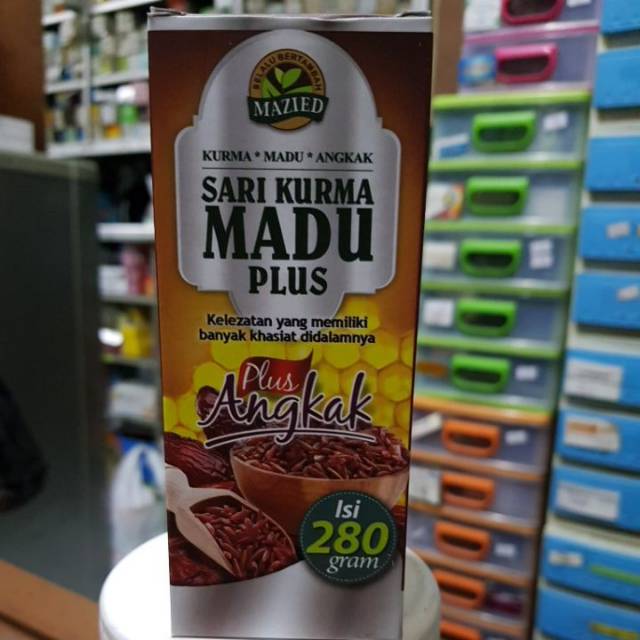 SELALU BERTAMBAH
MAZIED
KURMA * MADU * ANGKAK
SARI KURMA
MADU
PLUS
Kelezatan yang memiliki
banyak khasiat didalamnya
Plus
Angkak
Isi
280
gram